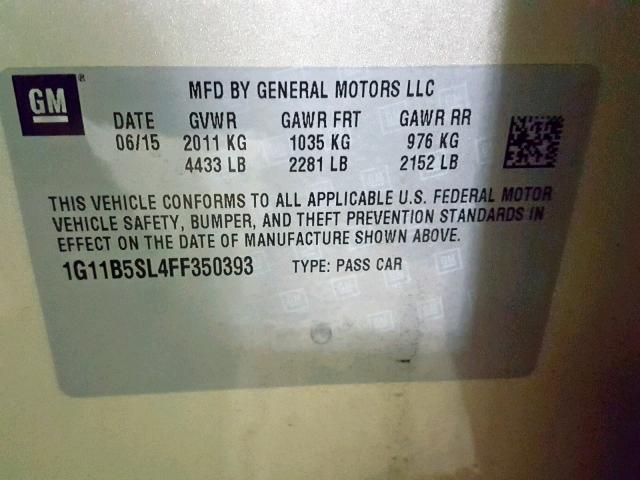 GM®
MFD BY GENERAL MOTORS LLC
DATE GVWR GAWR FRT GAWR RR
06/15 2011 KG 1035 KG 976 KG
4433 LB 2281 LB 2152 LB
THIS VEHICLE CONFORMS TO ALL APPLICABLE U.S. FEDERAL MOTOR
VEHICLE SAFETY, BUMPER, AND THEFT PREVENTION STANDARDS IN
EFFECT ON THE DATE OF MANUFACTURE SHOWN ABOVE.
1G11B5SL4FF350393 TYPE: PASS CAR